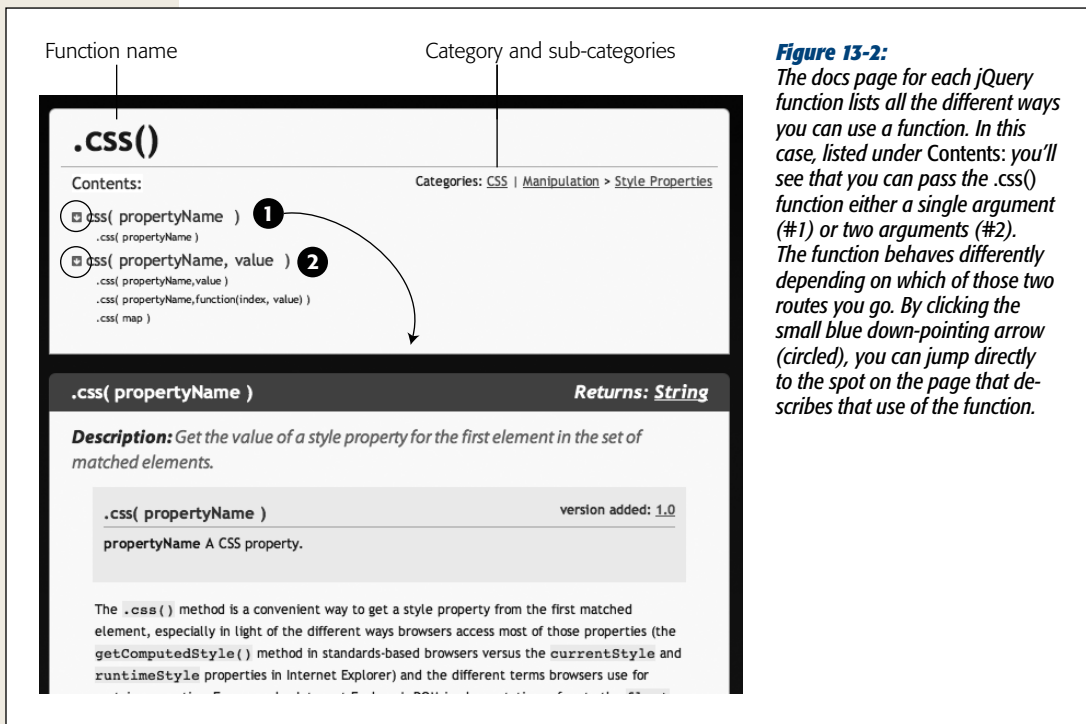 Function name
Category and sub-categories
.css()
Contents:
Categories: CSS | Manipulation > Style Properties
css( propertyName ) 1
.css( propertyName )
css( propertyName, value ) 2
.css( propertyName,value )
.css( propertyName,function(index, value) )
.css( map )
.css( propertyName )
Returns: String
Description: Get the value of a style property for the first element in the set of
matched elements.
.css( propertyName )
version added: 1.0
propertyName A CSS property.
The .css() method is a convenient way to get a style property from the first matched
element, especially in light of the different ways browsers access most of those properties (the
getComputedStyle() method in standards-based browsers versus the currentStyle and
runtimeStyle properties in Internet Explorer) and the different terms browsers use for
Figure 13-2:
The docs page for each jQuery
function lists all the different ways
you can use a function. In this
case, listed under Contents: you’ll
see that you can pass the .css()
function either a single argument
(#1) or two arguments (#2).
The function behaves differently
depending on which of those two
routes you go. By clicking the
small blue down-pointing arrow
(circled), you can jump directly
to the spot on the page that de-
scribes that use of the function.